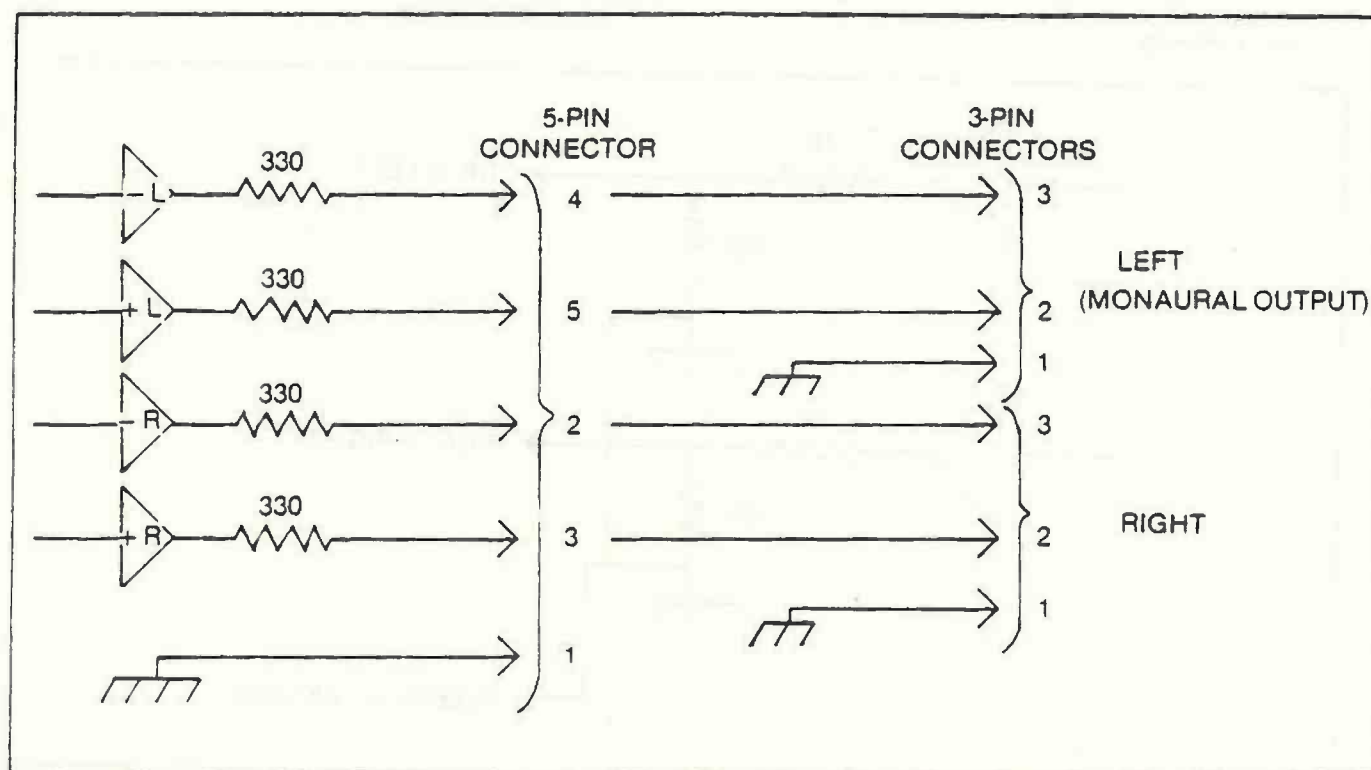 5-PIN
CONNECTOR
3-PIN
CONNECTORS
- L
330
4
3
+ L
330
5
2
LEFT
(MONAURAL OUTPUT)
1
- R
330
2
3
+ R
330
3
2
RIGHT
1
1